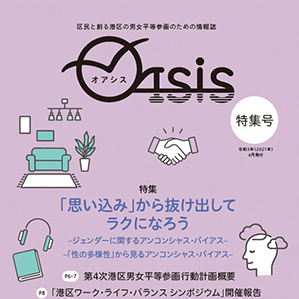 区民と創る港区の男女平等参画のための情報誌
Oasis
オアシス
特集号
令和3年(2021年)
4月発行
特集
「思い込み」から抜け出して
ラクになろう
–ジェンダーに関するアンコンシャス・バイアス–
–「性の多様性」から見るアンコンシャス・バイアス–
P6-7 第4次港区男女平等参画行動計画概要
P8 「港区ワーク・ライフ・バランス シンポジウム」開催報告